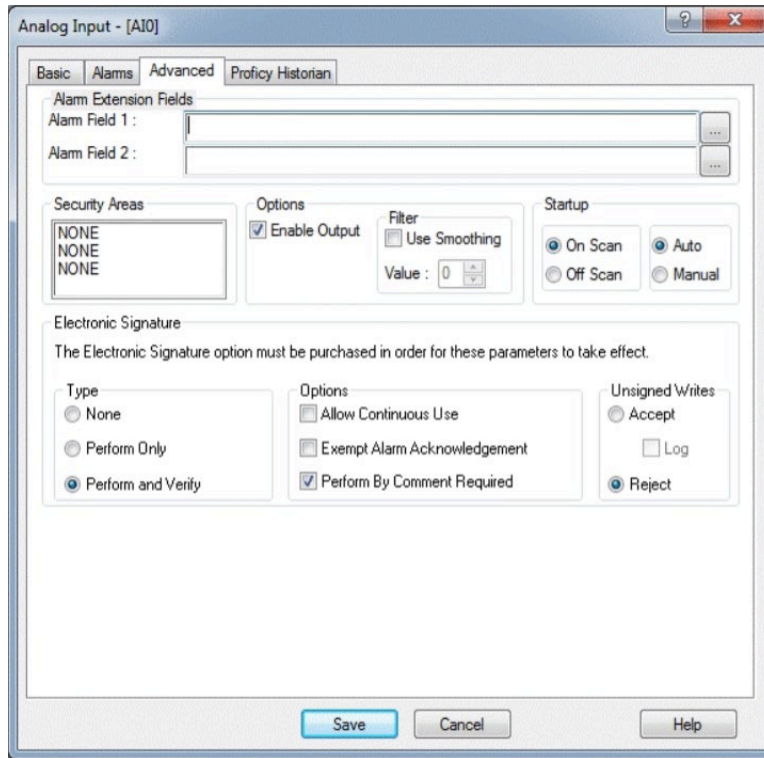 Analog Input - [AI0]
Basic Alarms Advanced Proficy Historian
Alarm Extension Fields
Alarm Field 1 :
...
Alarm Field 2 :
...
Security Areas
NONE
NONE
NONE
Options
Enable Output
Filter
Use Smoothing
Value : 0
Startup
On Scan
Off Scan
Auto
Manual
Electronic Signature
The Electronic Signature option must be purchased in order for these parameters to take effect.
Type
None
Perform Only
Perform and Verify
Options
Allow Continuous Use
Exempt Alarm Acknowledgement
Perform By Comment Required
Unsigned Writes
Accept
Log
Reject
Save Cancel Help